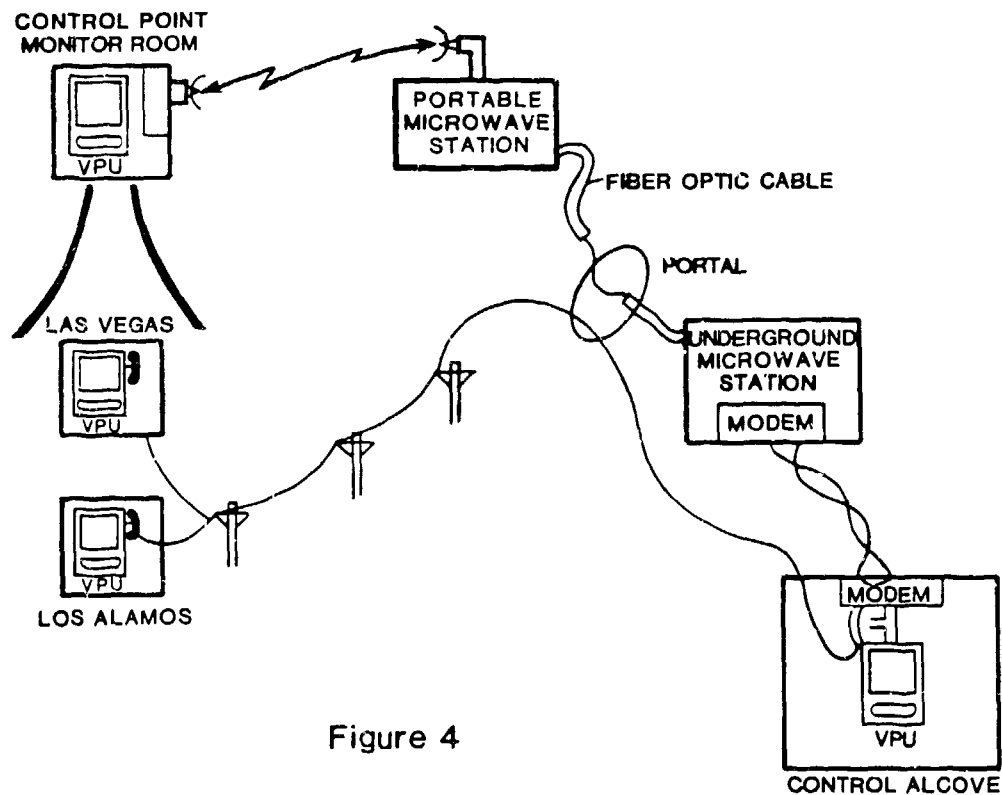 CONTROL POINT
MONITOR ROOM
VPU
PORTABLE
MICROWAVE
STATION
FIBER OPTIC CABLE
PORTAL
LAS VEGAS
VPU
UNDERGROUND
MICROWAVE
STATION
MODEM
VPU
LOS ALAMOS
MODEM
VPU
CONTROL ALCOVE
Figure 4